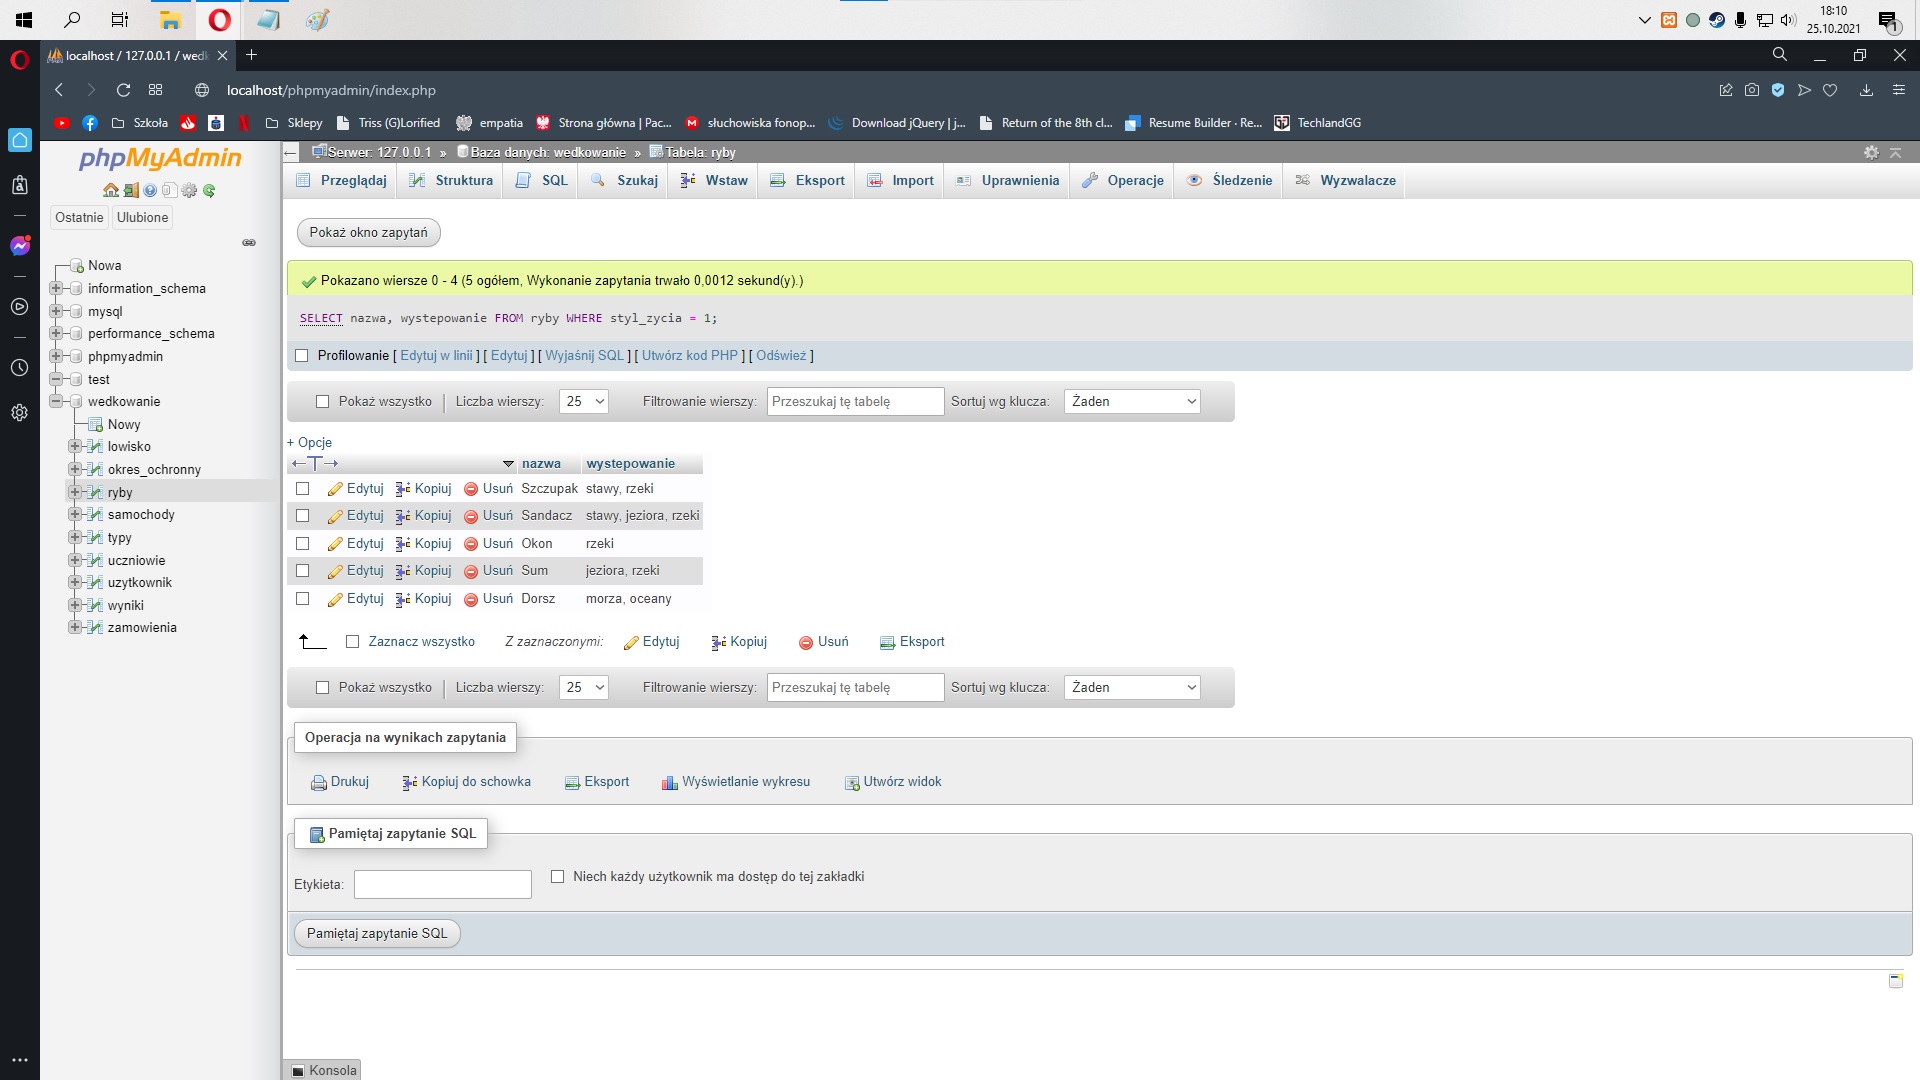 18:10
25.10.2021
1
localhost / 127.0.0.1 / wedk
localhost/phpmyadmin/index.php
Szkoła
Sklepy
Triss (G)Lorified
empatia
Strona główna | Pac...
słuchowiska fonop...
Download jQuery | j...
Return of the 8th cl...
Resume Builder · Re...
TechlandGG
phpMyAdmin
Ostatnie
Ulubione
Nowa
information_schema
mysql
performance_schema
phpmyadmin
test
wedkowanie
Nowy
lowisko
okres_ochronny
ryby
samochody
typy
uczniowie
uzytkownik
wyniki
zamowienia
Serwer: 127.0.0.1 » Baza danych: wedkowanie » Tabela: ryby
Przeglądaj Struktura SQL Szukaj Wstaw Eksport Import Uprawnienia Operacje Śledzenie Wyzwalacze
Pokaż okno zapytań
Pokazano wiersze 0 - 4 (5 ogółem, Wykonanie zapytania trwało 0,0012 sekund(y).)
SELECT nazwa, wystepowanie FROM ryby WHERE styl_zycia = 1;
Profilowanie [ Edytuj w linii ] [ Edytuj ] [ Wyjaśnij SQL ] [ Utwórz kod PHP ] [ Odśwież ]
Pokaż wszystko | Liczba wierszy: 25 Filtrowanie wierszy: Przeszukaj tę tabelę Sortuj wg klucza: Żaden
+ Opcje
←T→ nazwa wystepowanie
Edytuj Kopiuj Usuń Szczupak stawy, rzeki
Edytuj Kopiuj Usuń Sandacz stawy, jeziora, rzeki
Edytuj Kopiuj Usuń Okon rzeki
Edytuj Kopiuj Usuń Sum jeziora, rzeki
Edytuj Kopiuj Usuń Dorsz morza, oceany
Zaznacz wszystko Z zaznaczonymi: Edytuj Kopiuj Usuń Eksport
Pokaż wszystko | Liczba wierszy: 25 Filtrowanie wierszy: Przeszukaj tę tabelę Sortuj wg klucza: Żaden
Operacja na wynikach zapytania
Drukuj Kopiuj do schowka Eksport Wyświetlanie wykresu Utwórz widok
Pamiętaj zapytanie SQL
Etykieta: Niech każdy użytkownik ma dostęp do tej zakładki
Pamiętaj zapytanie SQL
Konsola